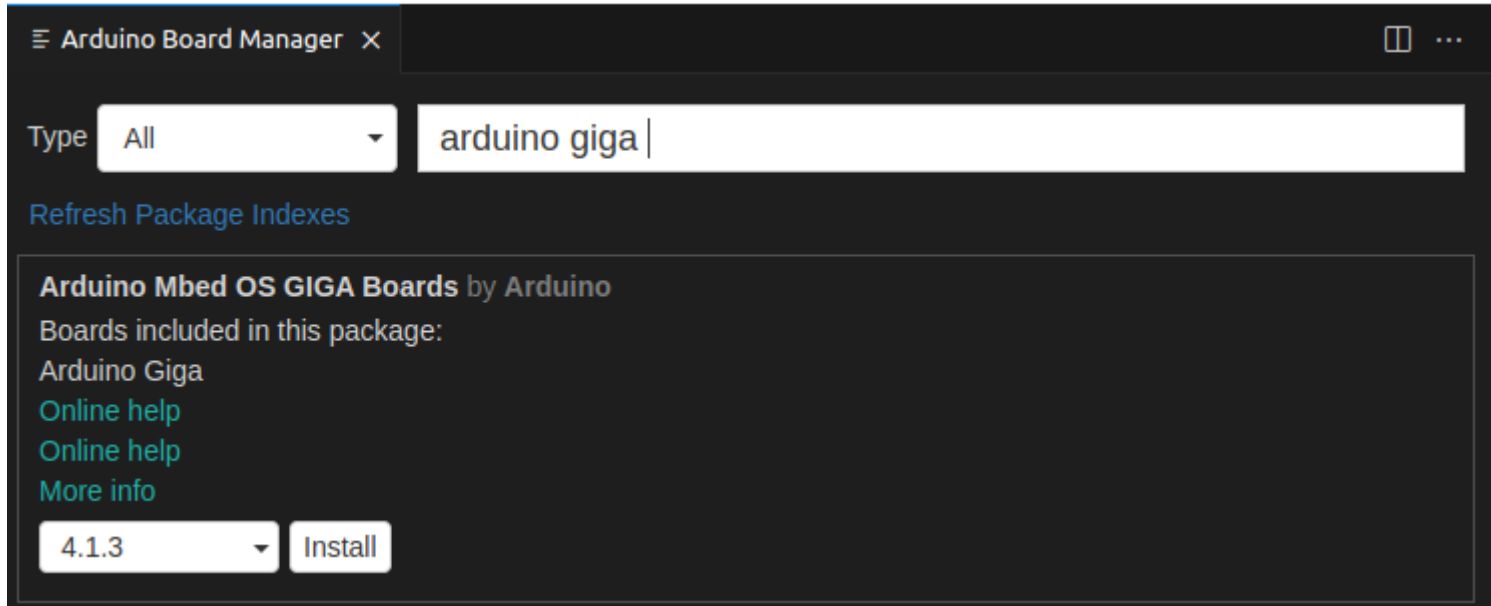 Arduino Board Manager
Type All arduino giga
Refresh Package Indexes
Arduino Mbed OS GIGA Boards by Arduino
Boards included in this package:
Arduino Giga
Online help
Online help
More info
4.1.3 Install